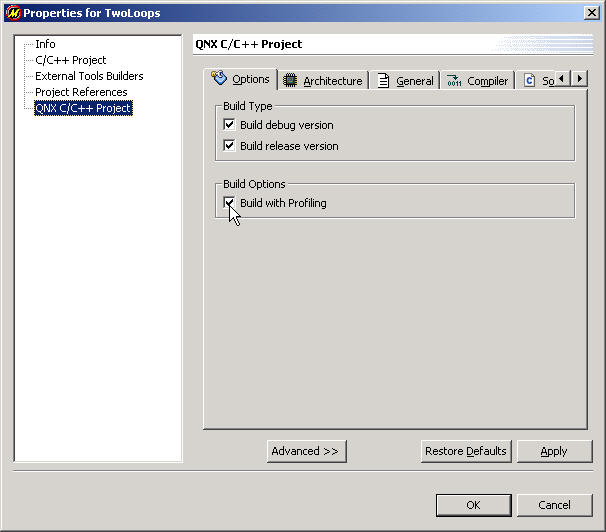 Properties for TwoLoops
Info
C/C++ Project
External Tools Builders
Project References
QNX C/C++ Project
QNX C/C++ Project
Options Architecture General Compiler So
Build Type
Build debug version
Build release version
Build Options
Build with Profiling
Advanced >> Restore Defaults Apply
OK Cancel